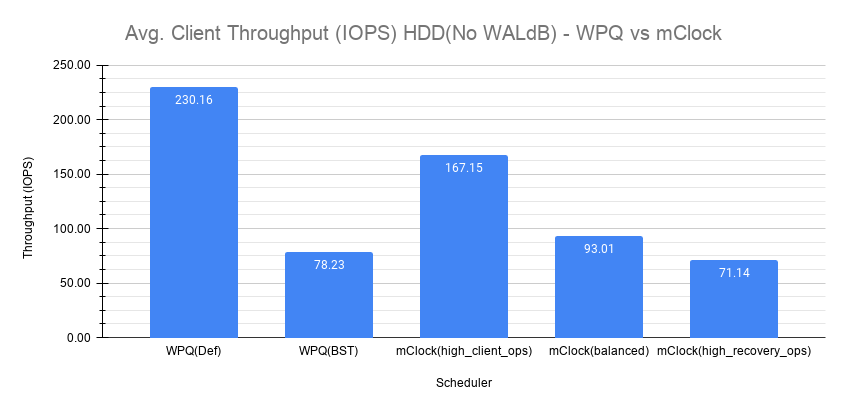 Avg. Client Throughput (IOPS) HDD(No WALdB) - WPQ vs mClock
Throughput (IOPS)
250.00
200.00
150.00
100.00
50.00
0.00
230.16
78.23
167.15
93.01
71.14
WPQ(Def)
WPQ(BST)
mClock(high_client_ops)
mClock(balanced)
mClock(high_recovery_ops)
Scheduler